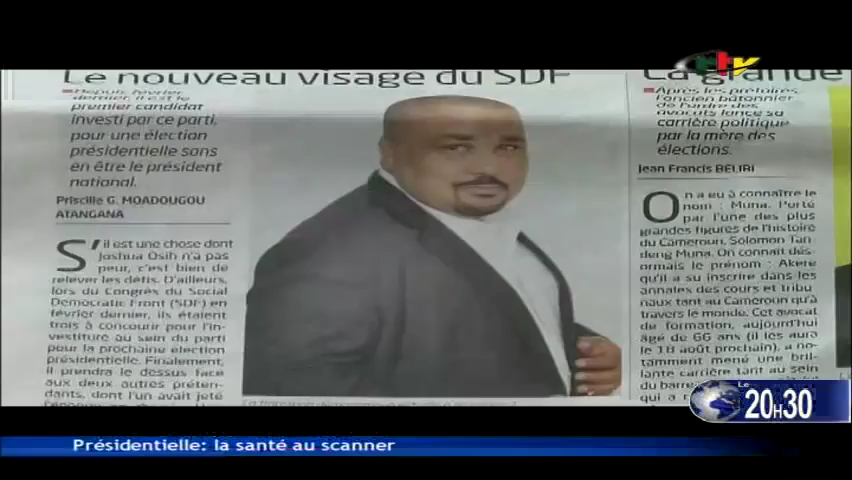 Le nouveau visage du SDF
Depuis février
dernier, il est le
premier candidat
investi par ce parti,
pour une élection
présidentielle sans
en être le président
national.
Priscille G. MOADOUGOU
ATANGANA
S'il est une chose dont
Joshua Osih n'a pas
peur, c'est bien de
relever les défis. D'ailleurs,
lors du Congrès du Social
Democratic Front (SDF) en
février dernier, ils étaient
trois à concourir pour l'in-
vestiture au sein du parti
pour la prochaine élection
présidentielle. Finalement,
il prendra le dessus face
aux deux autres préten-
dants, dont l'un avait jeté
La grande
Après les prétoires,
l'ancien bâtonnier
de l'ordre des
avocats lance sa
carrière politique
par la mère des
élections.
Jean Francis BELIBI
On a eu à connaître le
nom : Muna. Porté
par l'une des plus
grandes figures de l'histoire
du Cameroun, Solomon Tan-
deng Muna. On connaît dés-
ormais le prénom : Akere
qu'il a su inscrire dans les
annales des cours et tribu-
naux tant au Cameroun qu'à
travers le monde. Cet avocat
de formation, aujourd'hui
âgé de 66 ans (il les aura
le 18 août prochain), a no-
tamment mené une bril-
lante carrière tant au sein
du barre
qui a r
crtv
Le
20H30
Présidentielle: la santé au scanner